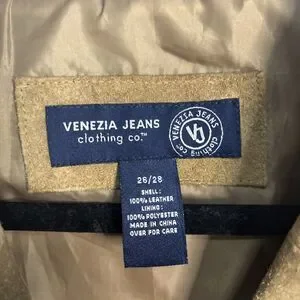 VENEZIA JEANS
clothing co.™
VENEZIA JEANS
clothing co.
VJ
26/28
SHELL:
100% LEATHER
LINING:
100% POLYESTER
MADE IN CHINA
OVER FOR CARE